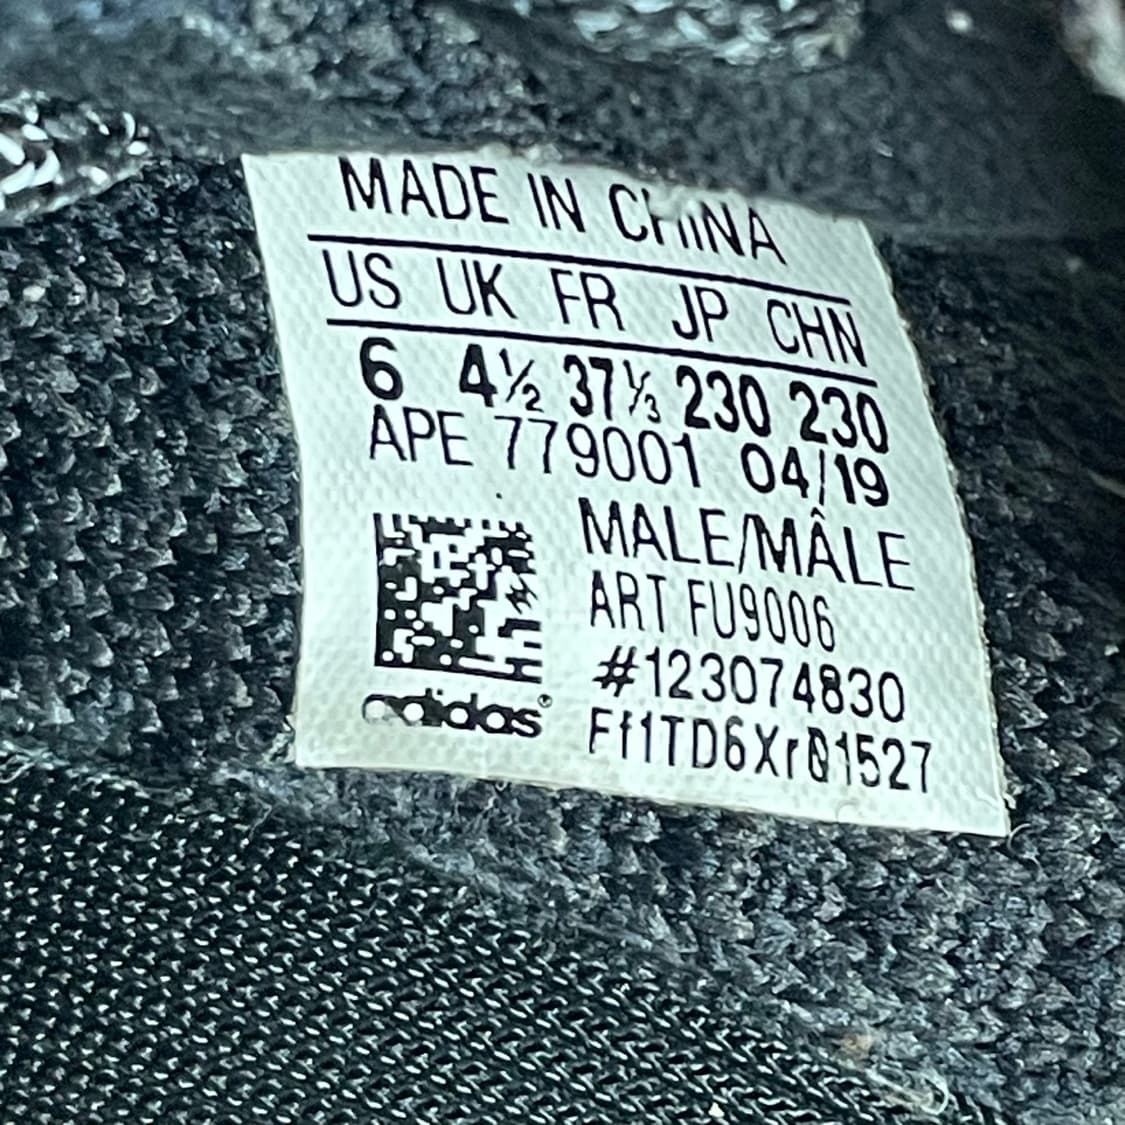 MADE IN CHINA
US UK FR JP CHN
6 4½ 37⅓ 230 230
APE 779001 04/19
MALE/MÂLE
ART FU9006
#123074830
adidas®